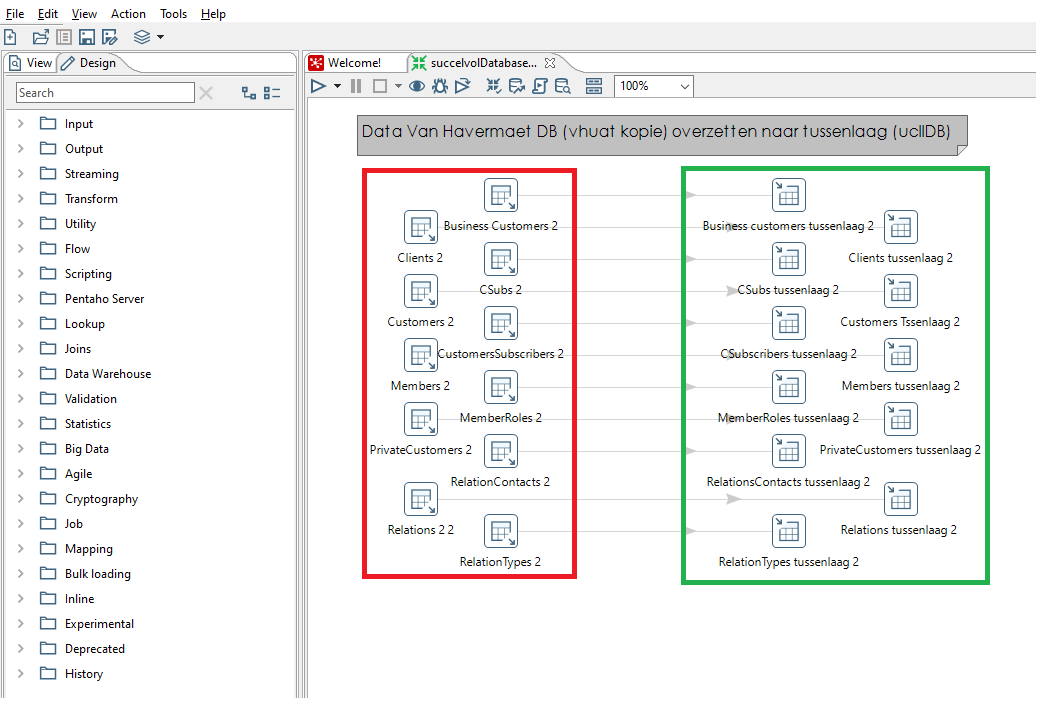 File Edit View Action Tools Help
View Design
Search
Input
Output
Streaming
Transform
Utility
Flow
Scripting
Pentaho Server
Lookup
Joins
Data Warehouse
Validation
Statistics
Big Data
Agile
Cryptography
Job
Mapping
Bulk loading
Inline
Experimental
Deprecated
History
Welcome! succelvolDatabase...
100%
Data Van Havermaet DB (vhuat kopie) overzetten naar tussenlaag (ucllDB)
Business Customers 2 Business customers tussenlaag 2
Clients 2 Clients tussenlaag 2
CSubs 2 CSubs tussenlaag 2
Customers 2 Customers Tssenlaag 2
CustomersSubscribers 2 CSubscribers tussenlaag 2
Members 2 Members tussenlaag 2
MemberRoles 2 MemberRoles tussenlaag 2
PrivateCustomers 2 PrivateCustomers tussenlaag 2
RelationContacts 2 RelationsContacts tussenlaag 2
Relations 2 2 Relations tussenlaag 2
RelationTypes 2 RelationTypes tussenlaag 2